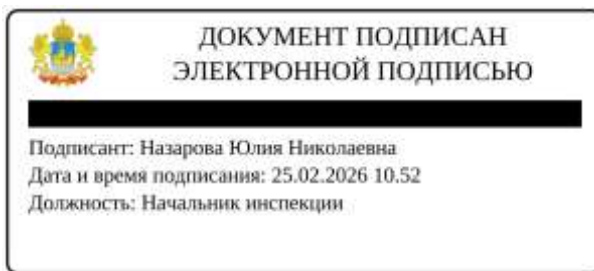 ДОКУМЕНТ ПОДПИСАН
ЭЛЕКТРОННОЙ ПОДПИСЬЮ
Подписант: Назарова Юлия Николаевна
Дата и время подписания: 25.02.2026 10.52
Должность: Начальник инспекции